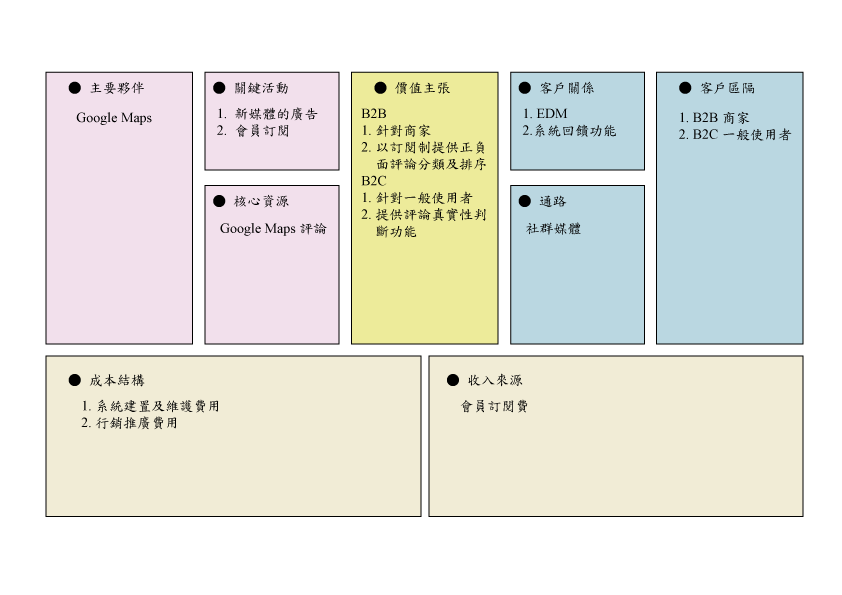 ● 主要夥伴
Google Maps
● 關鍵活動
1. 新媒體的廣告
2. 會員訂閱
● 核心資源
Google Maps 評論
● 價值主張
B2B
1. 針對商家
2. 以訂閱制提供正負
面評論分類及排序
B2C
1. 針對一般使用者
2. 提供評論真實性判
斷功能
● 客戶關係
1. EDM
2.系統回饋功能
● 通路
社群媒體
● 客戶區隔
1. B2B 商家
2. B2C 一般使用者
● 成本結構
1. 系統建置及維護費用
2. 行銷推廣費用
● 收入來源
會員訂閱費